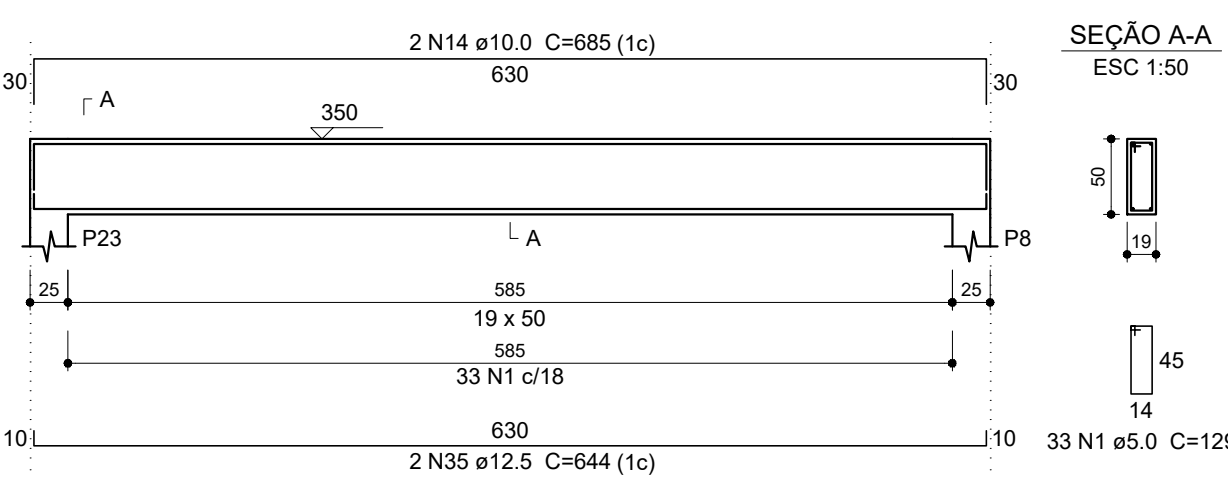 2 N14 ø10.0 C=685 (1c)
630
30
30
A
350
P23
A
P8
25
585
25
19 x 50
585
33 N1 c/18
10
630
10
2 N35 ø12.5 C=644 (1c)
SEÇÃO A-A
ESC 1:50
50
19
45
14
33 N1 ø5.0 C=129